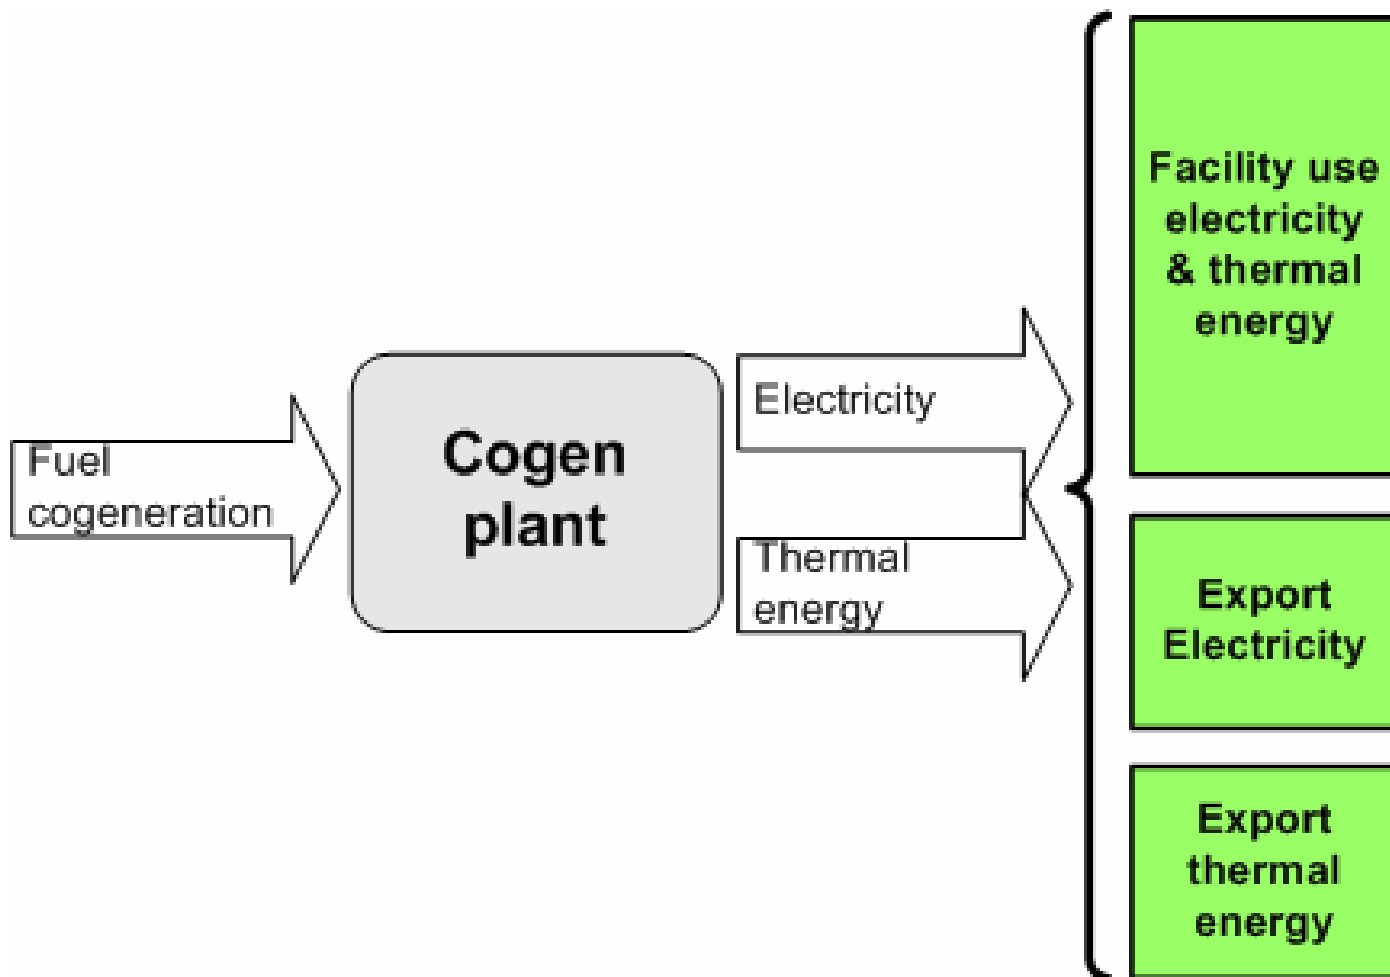 Fuel
cogeneration
Cogen
plant
Electricity
Thermal
energy
Facility use
electricity
& thermal
energy
Export
Electricity
Export
thermal
energy